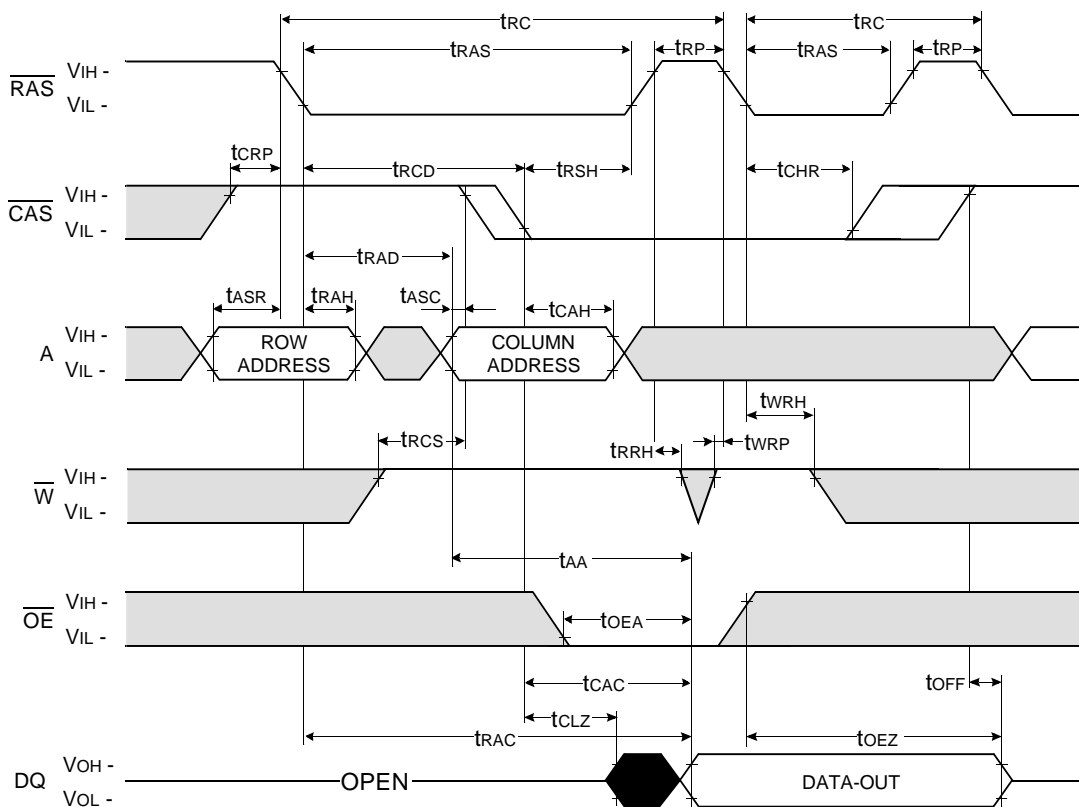 tRC tRC
tRAS tRP tRAS tRP
RAS VIH -
VIL -
tCRP tRCD tRSH tCHR
CAS VIH -
VIL -
tRAD
tASR tRAH tASC tCAH
A VIH -
VIL -
ROW
ADDRESS
COLUMN
ADDRESS
tWRH
tRCS tRRH tWRP
W VIH -
VIL -
tAA
OE VIH -
VIL -
tOEA
tCAC tOFF
tCLZ
tRAC tOEZ
DQ VOH -
VOL -
OPEN DATA-OUT